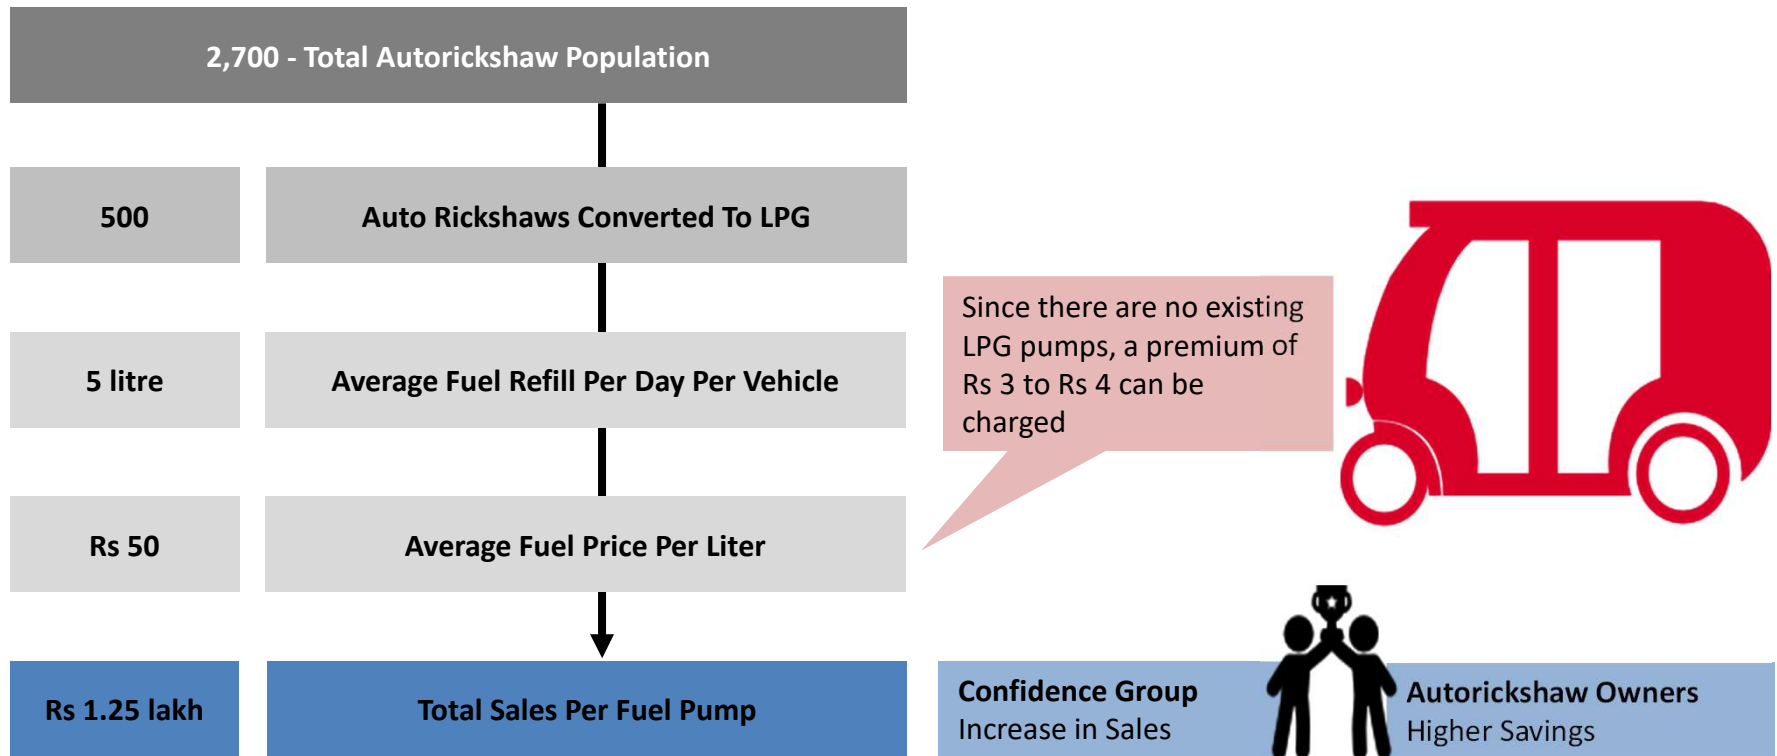 2,700 - Total Autorickshaw Population
500
Auto Rickshaws Converted To LPG
5 litre
Average Fuel Refill Per Day Per Vehicle
Since there are no existing
LPG pumps, a premium of
Rs 3 to Rs 4 can be
charged
Rs 50
Average Fuel Price Per Liter
Rs 1.25 lakh
Total Sales Per Fuel Pump
Confidence Group
Increase in Sales
Autorickshaw Owners
Higher Savings